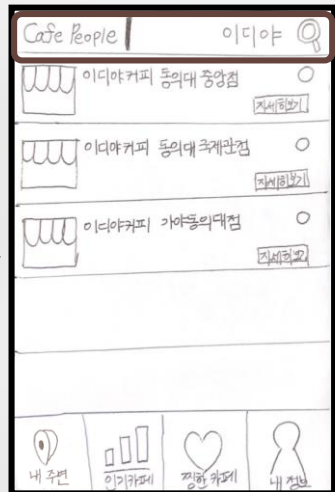 Cafe People 이디야
이디야커피 동의대 중앙점
자세히보기
이디야커피 동의대 국제관점
자세히보기
이디야커피 가야동의대점
자세히보기
내 주변
인기카페
찜한 카페
내 정보